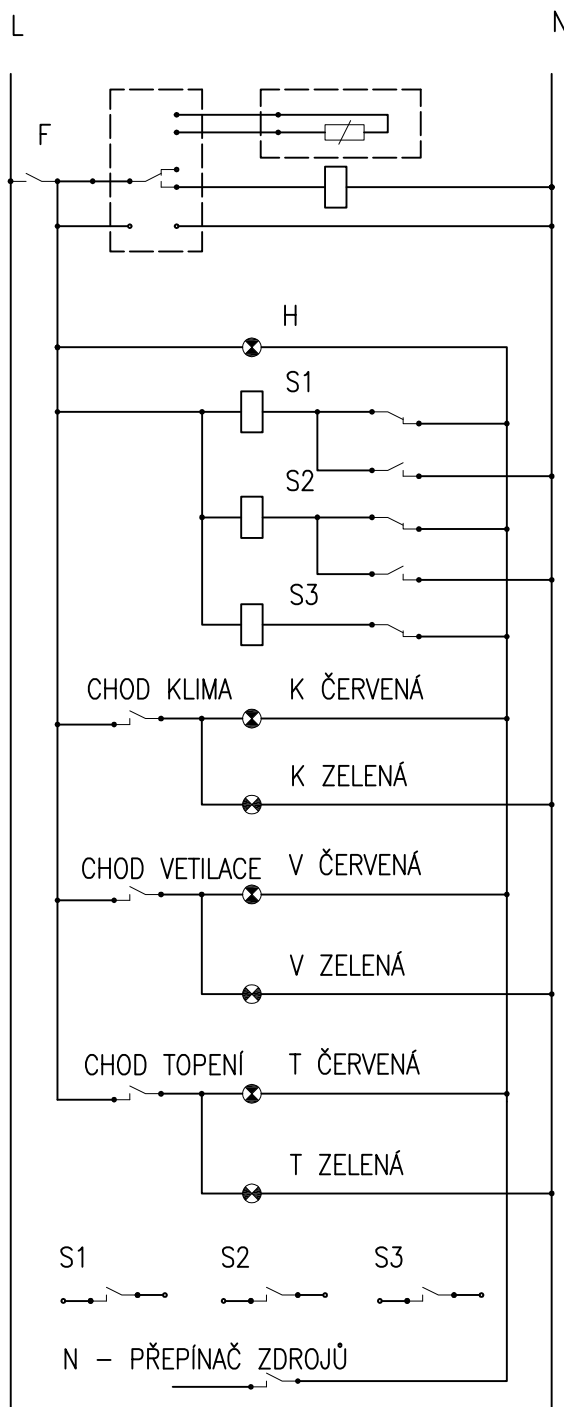 L N
F
H
S1
S2
S3
CHOD KLIMA K ČERVENÁ
K ZELENÁ
CHOD VETILACE V ČERVENÁ
V ZELENÁ
CHOD TOPENÍ T ČERVENÁ
T ZELENÁ
S1 S2 S3
N – PŘEPÍNAČ ZDROJŮ